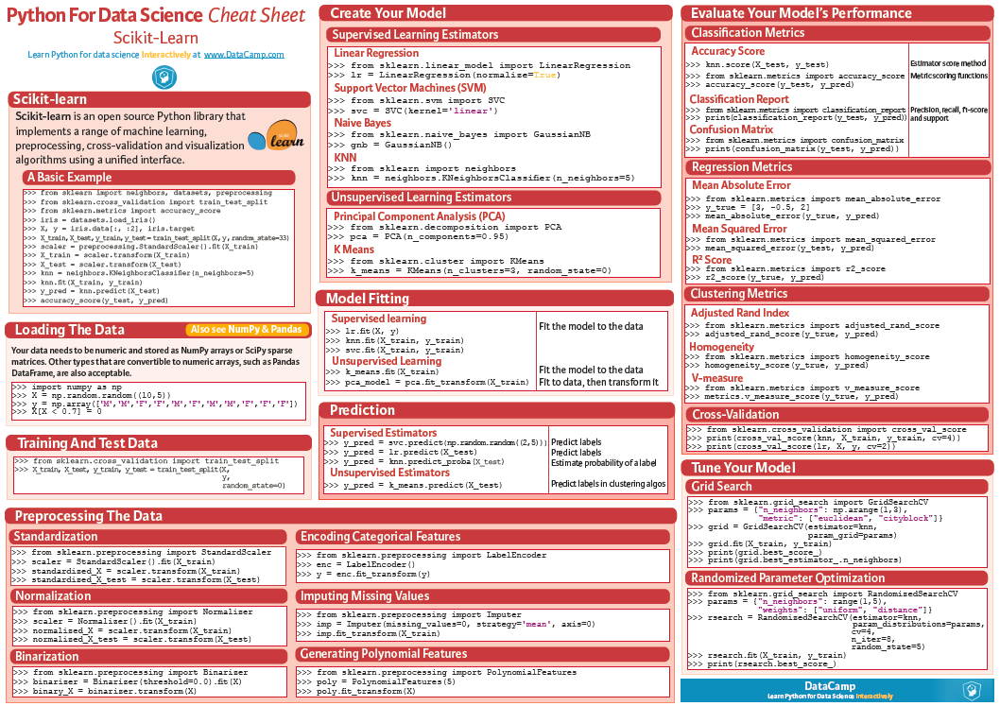 Python For Data Science Cheat Sheet
Scikit-Learn
Learn Python for data science Interactively at www.DataCamp.com
Scikit-learn
Scikit-learn is an open source Python library that
implements a range of machine learning,
preprocessing, cross-validation and visualization
algorithms using a unified interface.
learn
A Basic Example
>>> from sklearn import neighbors, datasets, preprocessing
>>> from sklearn.cross_validation import train_test_split
>>> from sklearn.metrics import accuracy_score
>>> iris = datasets.load_iris()
>>> X, y = iris.data[:, :2], iris.target
>>> X_train, X_test, y_train, y_test = train_test_split(X, y, random_state=33)
>>> scaler = preprocessing.StandardScaler().fit(X_train)
>>> X_train = scaler.transform(X_train)
>>> X_test = scaler.transform(X_test)
>>> knn = neighbors.KNeighborsClassifier(n_neighbors=5)
>>> knn.fit(X_train, y_train)
>>> y_pred = knn.predict(X_test)
>>> accuracy_score(y_test, y_pred)
Loading The Data
Also see NumPy & Pandas
Your data needs to be numeric and stored as NumPy arrays or SciPy sparse
matrices. Other types that are convertible to numeric arrays, such as Pandas
DataFrame, are also acceptable.
>>> import numpy as np
>>> X = np.random.random((10,5))
>>> y = np.array(['M','M','F','F','M','F','M','M','F','F','F'])
>>> X[X < 0.7] = 0
Training And Test Data
>>> from sklearn.cross_validation import train_test_split
>>> X_train, X_test, y_train, y_test = train_test_split(X,
y,
random_state=0)
Create Your Model
Supervised Learning Estimators
Linear Regression
>>> from sklearn.linear_model import LinearRegression
>>> lr = LinearRegression(normalize=True)
Support Vector Machines (SVM)
>>> from sklearn.svm import SVC
>>> svc = SVC(kernel='linear')
Naive Bayes
>>> from sklearn.naive_bayes import GaussianNB
>>> gnb = GaussianNB()
KNN
>>> from sklearn import neighbors
>>> knn = neighbors.KNeighborsClassifier(n_neighbors=5)
Unsupervised Learning Estimators
Principal Component Analysis (PCA)
>>> from sklearn.decomposition import PCA
>>> pca = PCA(n_components=0.95)
K Means
>>> from sklearn.cluster import KMeans
>>> k_means = KMeans(n_clusters=3, random_state=0)
Model Fitting
Supervised learning
>>> lr.fit(X, y)
Fit the model to the data
>>> knn.fit(X_train, y_train)
>>> svc.fit(X_train, y_train)
Unsupervised Learning
>>> k_means.fit(X_train)
Fit the model to the data
>>> pca_model = pca.fit_transform(X_train)
Fit to data, then transform it
Prediction
Supervised Estimators
>>> y_pred = svc.predict(np.random.random((2,5)))
Predict labels
>>> y_pred = lr.predict(X_test)
Predict labels
>>> y_pred = knn.predict_proba(X_test)
Estimate probability of a label
Unsupervised Estimators
>>> y_pred = k_means.predict(X_test)
Predict labels in clustering algos
Preprocessing The Data
Standardization
>>> from sklearn.preprocessing import StandardScaler
>>> scaler = StandardScaler().fit(X_train)
>>> standardized_X = scaler.transform(X_train)
>>> standardized_X_test = scaler.transform(X_test)
Normalization
>>> from sklearn.preprocessing import Normalizer
>>> scaler = Normalizer().fit(X_train)
>>> normalized_X = scaler.transform(X_train)
>>> normalized_X_test = scaler.transform(X_test)
Binarization
>>> from sklearn.preprocessing import Binarizer
>>> binarizer = Binarizer(threshold=0.0).fit(X)
>>> binary_X = binarizer.transform(X)
Encoding Categorical Features
>>> from sklearn.preprocessing import LabelEncoder
>>> enc = LabelEncoder()
>>> y = enc.fit_transform(y)
Imputing Missing Values
>>> from sklearn.preprocessing import Imputer
>>> imp = Imputer(missing_values=0, strategy='mean', axis=0)
>>> imp.fit_transform(X_train)
Generating Polynomial Features
>>> from sklearn.preprocessing import PolynomialFeatures
>>> poly = PolynomialFeatures(5)
>>> poly.fit_transform(X)
Evaluate Your Model's Performance
Classification Metrics
Accuracy Score
>>> knn.score(X_test, y_test)
Estimator score method
>>> from sklearn.metrics import accuracy_score
Metric scoring functions
>>> accuracy_score(y_test, y_pred)
Classification Report
>>> from sklearn.metrics import classification_report
Precision, recall, f1-score
>>> print(classification_report(y_test, y_pred))
and support
Confusion Matrix
>>> from sklearn.metrics import confusion_matrix
>>> print(confusion_matrix(y_test, y_pred))
Regression Metrics
Mean Absolute Error
>>> from sklearn.metrics import mean_absolute_error
>>> y_true = [3, -0.5, 2]
>>> mean_absolute_error(y_true, y_pred)
Mean Squared Error
>>> from sklearn.metrics import mean_squared_error
>>> mean_squared_error(y_test, y_pred)
R² Score
>>> from sklearn.metrics import r2_score
>>> r2_score(y_true, y_pred)
Clustering Metrics
Adjusted Rand Index
>>> from sklearn.metrics import adjusted_rand_score
>>> adjusted_rand_score(y_true, y_pred)
Homogeneity
>>> from sklearn.metrics import homogeneity_score
>>> homogeneity_score(y_true, y_pred)
V-measure
>>> from sklearn.metrics import v_measure_score
>>> metrics.v_measure_score(y_true, y_pred)
Cross-Validation
>>> from sklearn.cross_validation import cross_val_score
>>> print(cross_val_score(knn, X_train, y_train, cv=4))
>>> print(cross_val_score(lr, X, y, cv=2))
Tune Your Model
Grid Search
>>> from sklearn.grid_search import GridSearchCV
>>> params = {"n_neighbors": np.arange(1,3),
"metric": ["euclidean", "cityblock"]}
>>> grid = GridSearchCV(estimator=knn,
param_grid=params)
>>> grid.fit(X_train, y_train)
>>> print(grid.best_score_)
>>> print(grid.best_estimator_.n_neighbors)
Randomized Parameter Optimization
>>> from sklearn.grid_search import RandomizedSearchCV
>>> params = {"n_neighbors": range(1,5),
"weights": ["uniform", "distance"]}
>>> rsearch = RandomizedSearchCV(estimator=knn,
param_distributions=params,
cv=4,
n_iter=8,
random_state=5)
>>> rsearch.fit(X_train, y_train)
>>> print(rsearch.best_score_)
DataCamp
Learn Python for Data Science Interactively